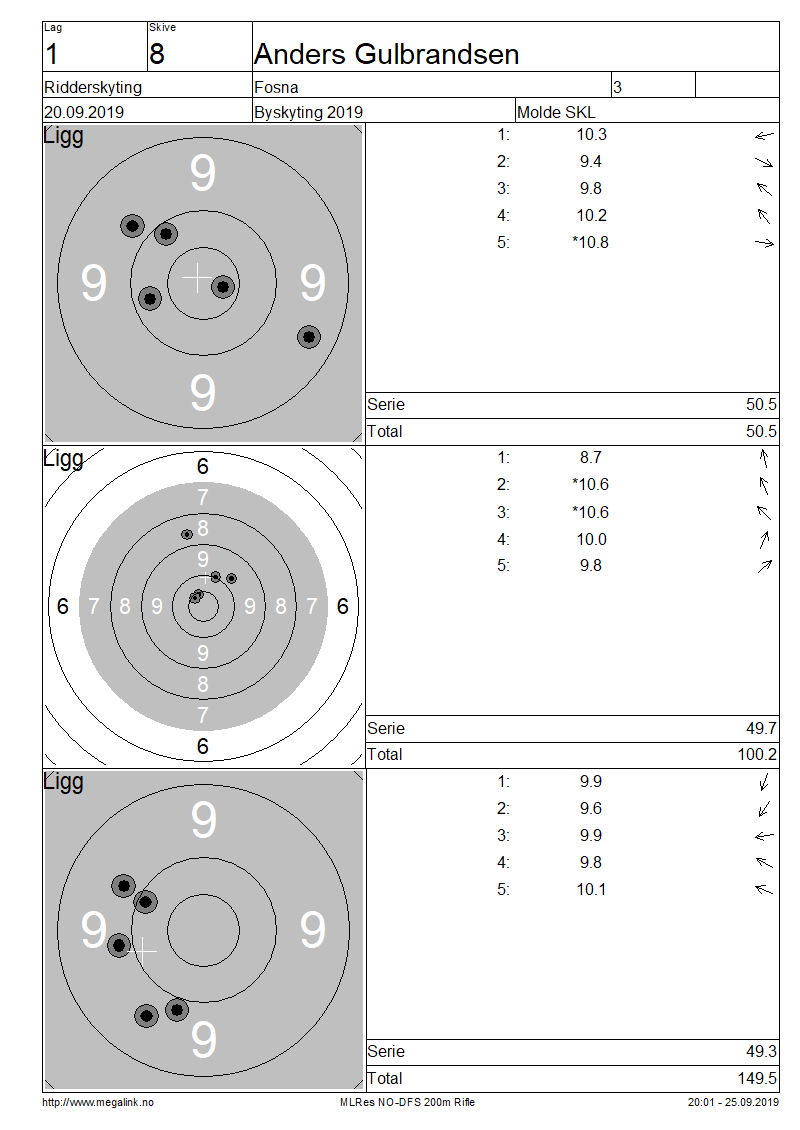 Lag
Skive
1
8
Anders Gulbrandsen
Ridderskyting
Fosna
3
20.09.2019
Byskyting 2019
Molde SKL
Ligg
9
9 9
9
1: 10.3
2: 9.4
3: 9.8
4: 10.2
5: *10.8
Serie 50.5
Total 50.5
Ligg
6
7
8
9
6 7 8 9 9 8 7 6
9
8
7
6
1: 8.7
2: *10.6
3: *10.6
4: 10.0
5: 9.8
Serie 49.7
Total 100.2
Ligg
9
9 9
9
1: 9.9
2: 9.6
3: 9.9
4: 9.8
5: 10.1
Serie 49.3
Total 149.5
http://www.megalink.no
MLRes NO-DFS 200m Rifle
20:01 - 25.09.2019